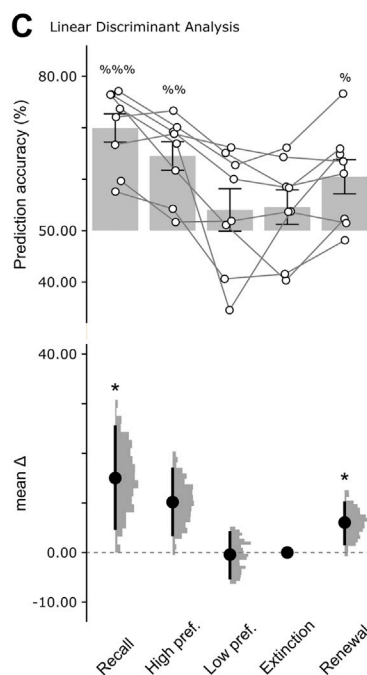 C Linear Discriminant Analysis
%%% %% %
Prediction accuracy (%)
80.00
50.00
40.00
mean Δ
40.00
* *
0.00
-10.00
Recall
High pref.
Low pref.
Extinction
Renewal